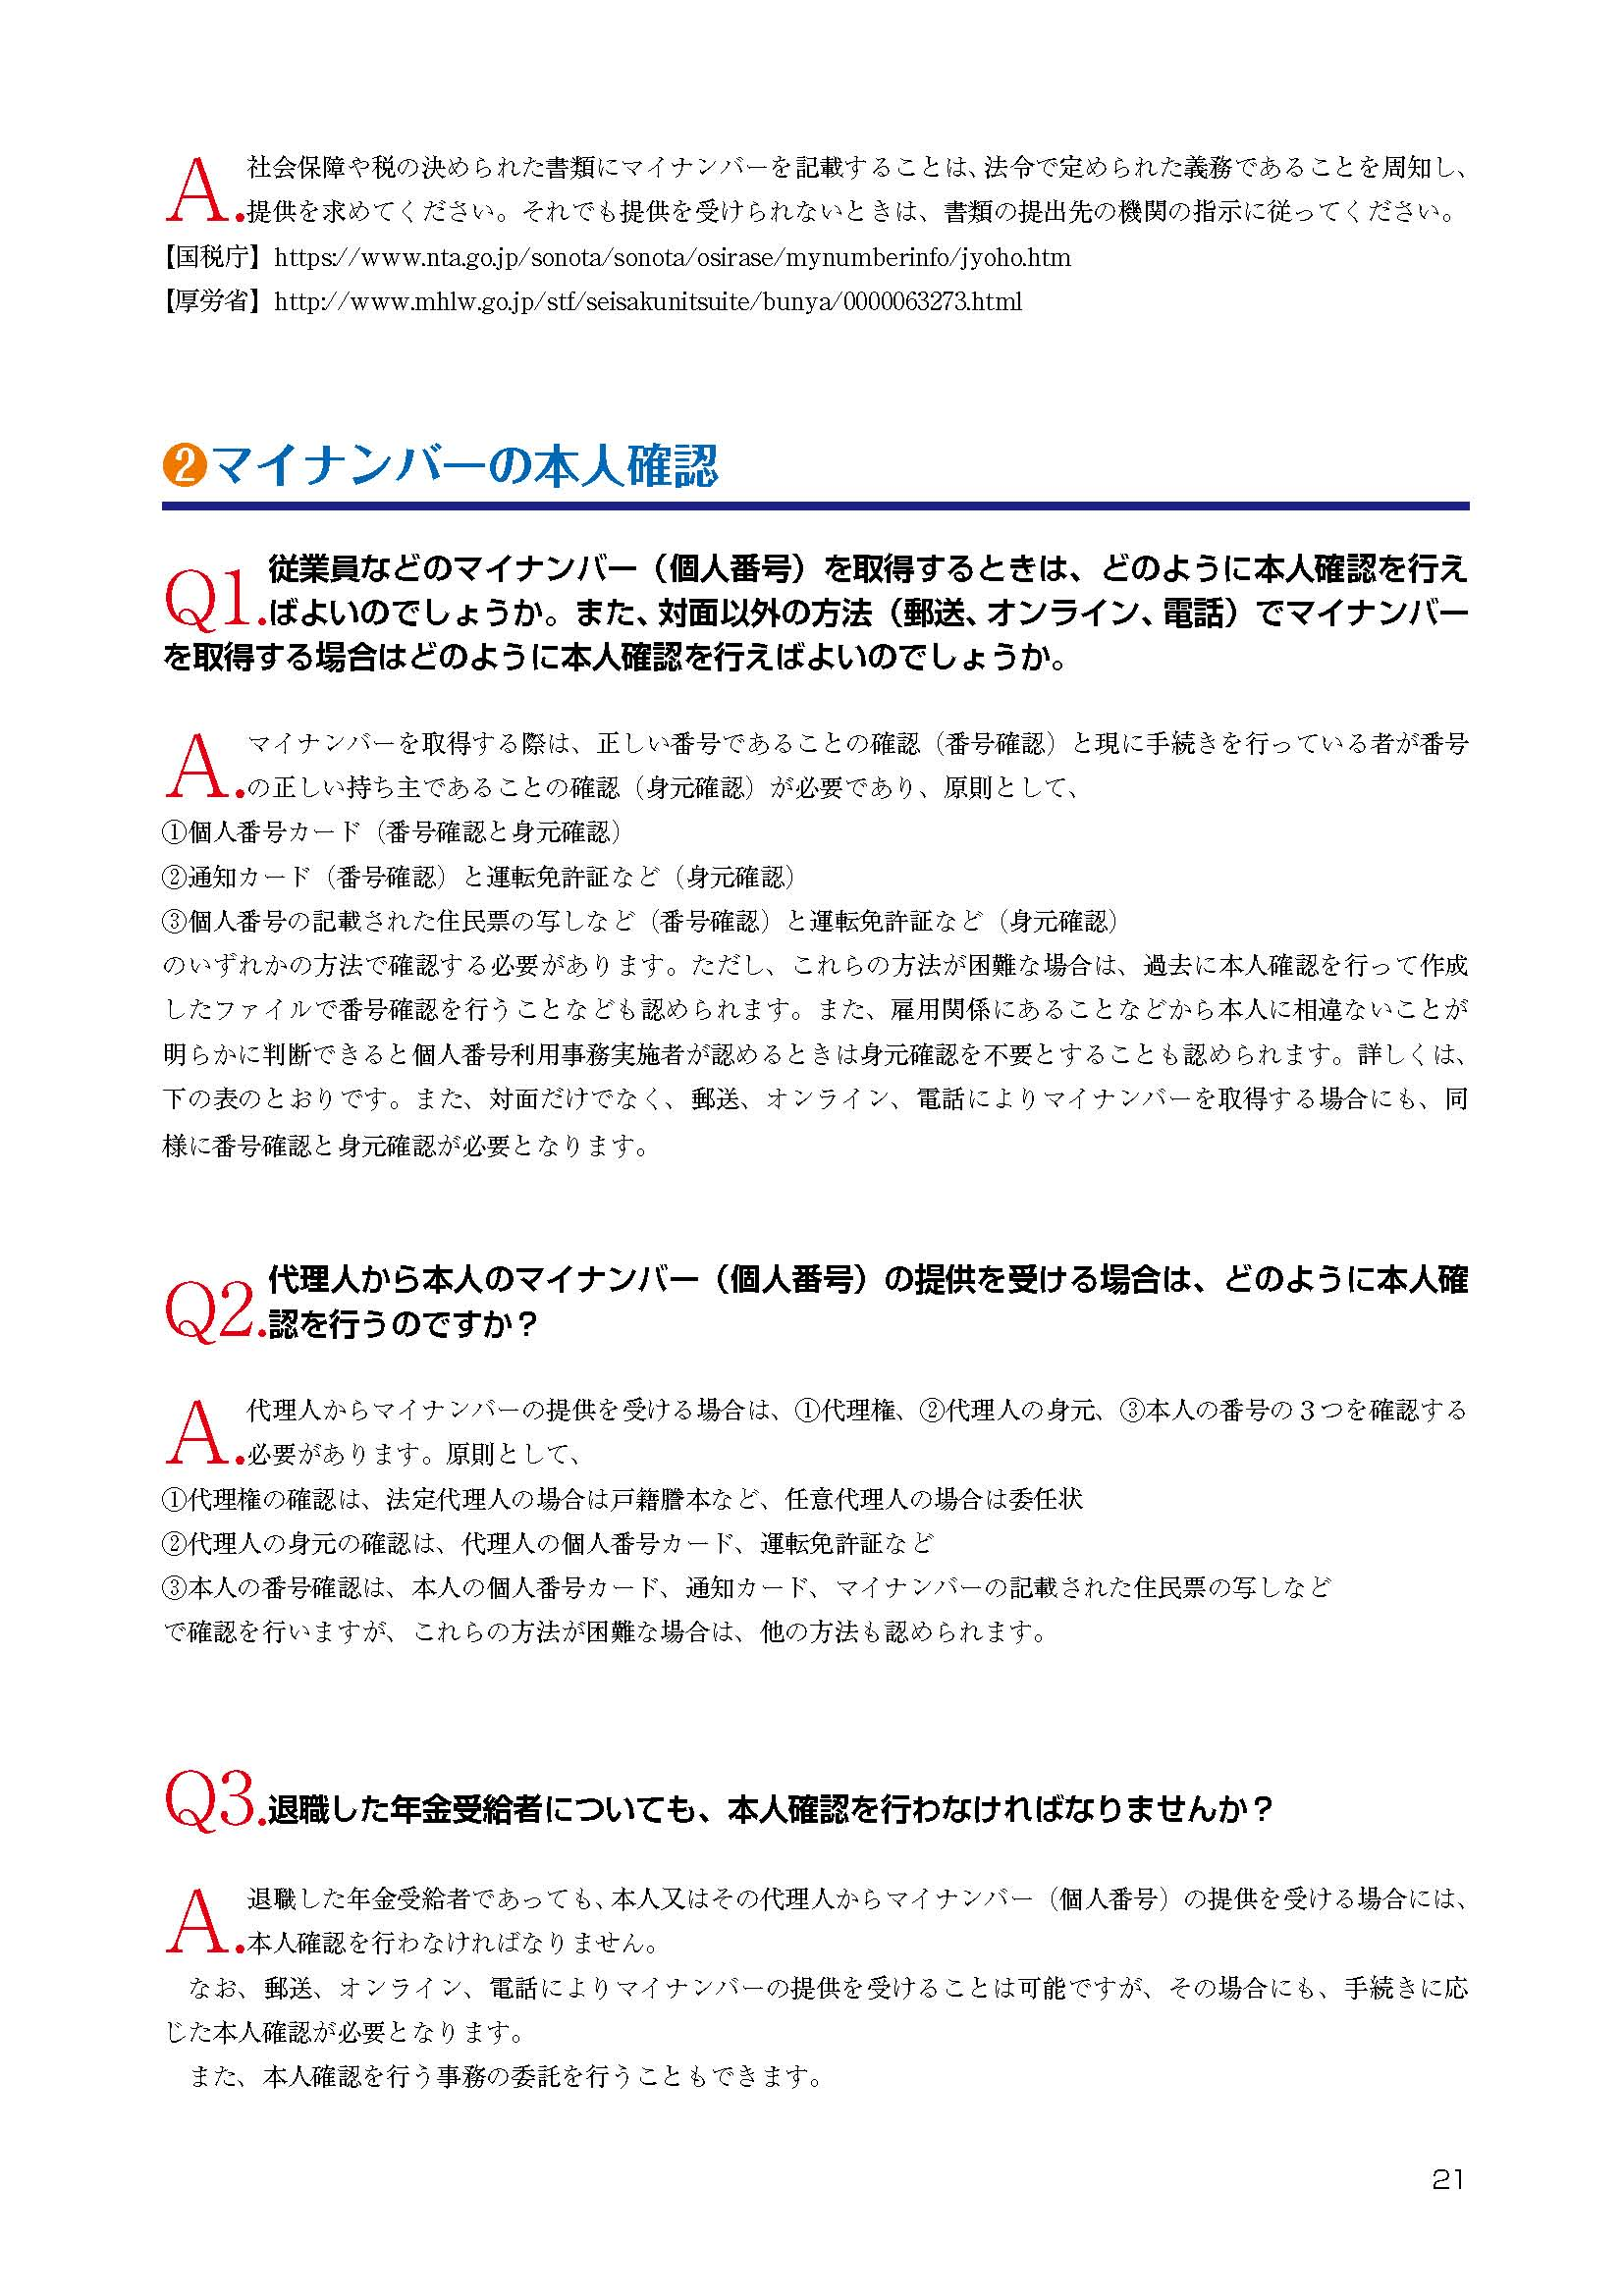 A. 社会保障や税の決められた書類にマイナンバーを記載することは、法令で定められた義務であることを周知し、
提供を求めてください。それでも提供を受けられないときは、書類の提出先の機関の指示に従ってください。
【国税庁】https://www.nta.go.jp/sonota/sonota/osirase/mynumberinfo/jyoho.htm
【厚労省】http://www.mhlw.go.jp/stf/seisakunitsuite/bunya/0000063273.html
❷マイナンバーの本人確認
Q1. 従業員などのマイナンバー（個人番号）を取得するときは、どのように本人確認を行え
ばよいのでしょうか。また、対面以外の方法（郵送、オンライン、電話）でマイナンバー
を取得する場合はどのように本人確認を行えばよいのでしょうか。
A. マイナンバーを取得する際は、正しい番号であることの確認（番号確認）と現に手続きを行っている者が番号
の正しい持ち主であることの確認（身元確認）が必要であり、原則として、
①個人番号カード（番号確認と身元確認）
②通知カード（番号確認）と運転免許証など（身元確認）
③個人番号の記載された住民票の写しなど（番号確認）と運転免許証など（身元確認）
のいずれかの方法で確認する必要があります。ただし、これらの方法が困難な場合は、過去に本人確認を行って作成
したファイルで番号確認を行うことなども認められます。また、雇用関係にあることなどから本人に相違ないことが
明らかに判断できると個人番号利用事務実施者が認めるときは身元確認を不要とすることも認められます。詳しくは、
下の表のとおりです。また、対面だけでなく、郵送、オンライン、電話によりマイナンバーを取得する場合にも、同
様に番号確認と身元確認が必要となります。
Q2. 代理人から本人のマイナンバー（個人番号）の提供を受ける場合は、どのように本人確
認を行うのですか？
A. 代理人からマイナンバーの提供を受ける場合は、①代理権、②代理人の身元、③本人の番号の３つを確認する
必要があります。原則として、
①代理権の確認は、法定代理人の場合は戸籍謄本など、任意代理人の場合は委任状
②代理人の身元の確認は、代理人の個人番号カード、運転免許証など
③本人の番号確認は、本人の個人番号カード、通知カード、マイナンバーの記載された住民票の写しなど
で確認を行いますが、これらの方法が困難な場合は、他の方法も認められます。
Q3. 退職した年金受給者についても、本人確認を行わなければなりませんか？
A. 退職した年金受給者であっても、本人又はその代理人からマイナンバー（個人番号）の提供を受ける場合には、
本人確認を行わなければなりません。
なお、郵送、オンライン、電話によりマイナンバーの提供を受けることは可能ですが、その場合にも、手続きに応
じた本人確認が必要となります。
また、本人確認を行う事務の委託を行うこともできます。
21